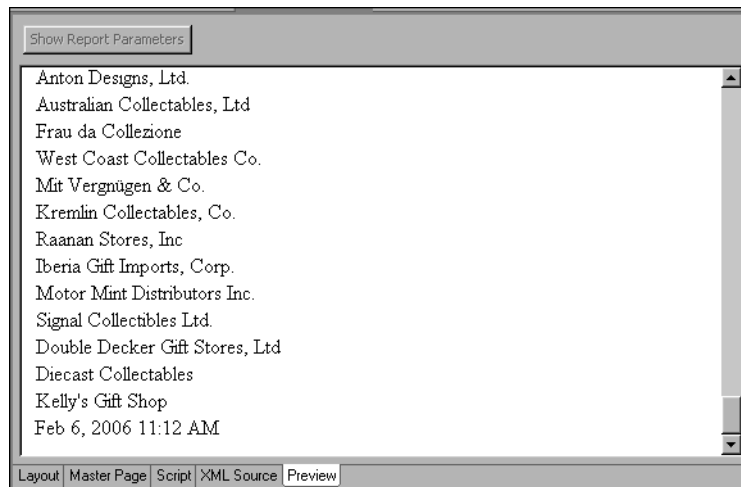 Show Report Parameters
Anton Designs, Ltd.
Australian Collectables, Ltd
Frau da Collezione
West Coast Collectables Co.
Mit Vergnügen & Co.
Kremlin Collectables, Co.
Raanan Stores, Inc
Iberia Gift Imports, Corp.
Motor Mint Distributors Inc.
Signal Collectibles Ltd.
Double Decker Gift Stores, Ltd
Diecast Collectables
Kelly's Gift Shop
Feb 6, 2006 11:12 AM
Layout Master Page Script XML Source Preview